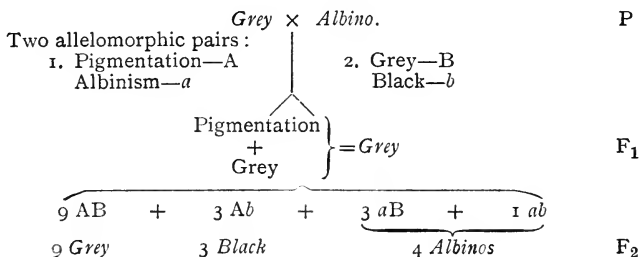 Grey × Albino. P
Two allelomorphic pairs:
1. Pigmentation—A 2. Grey—B
Albinism—a Black—b
Pigmentation
+ } = Grey F1
Grey
9 AB + 3 Ab + 3 aB + 1 ab
9 Grey 3 Black 4 Albinos F2